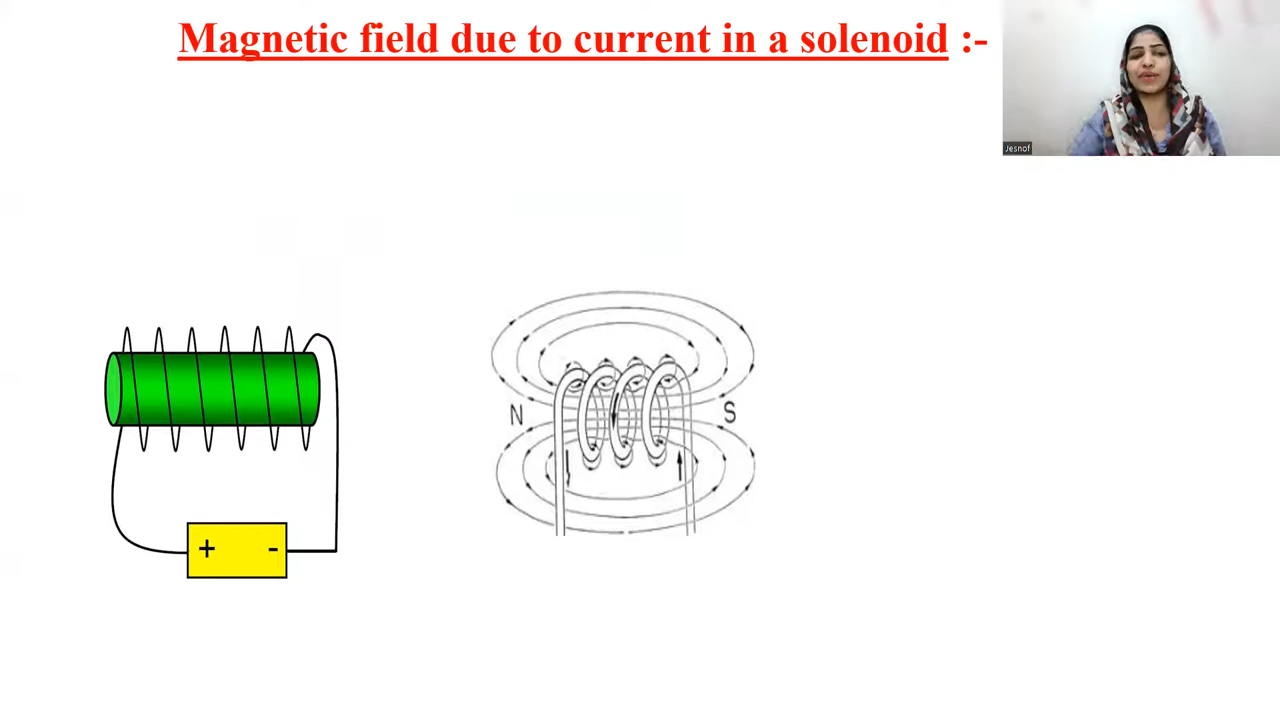 Magnetic field due to current in a solenoid :-
Jesnof
N
S
+ -